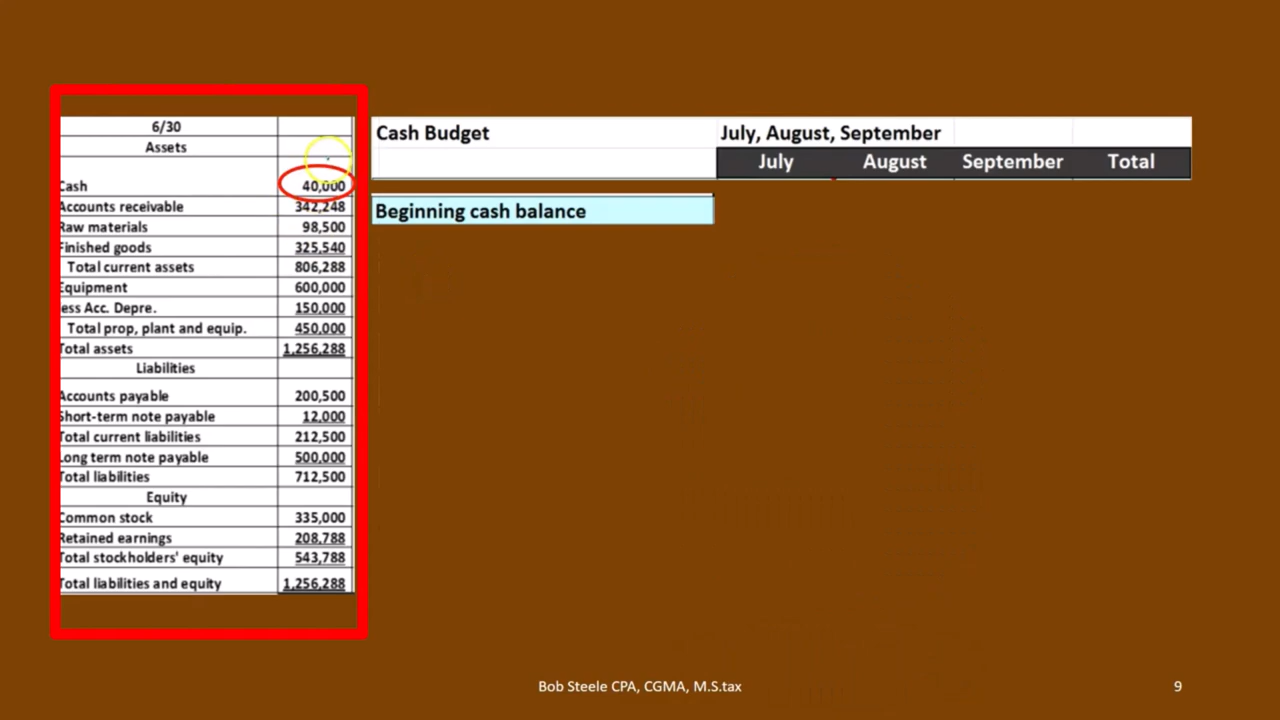 6/30
Assets
Cash 40,000
Accounts receivable 342,248
Raw materials 98,500
Finished goods 325,540
Total current assets 806,288
Equipment 600,000
ess Acc. Depre. 150,000
Total prop, plant and equip. 450,000
Total assets 1,256,288
Liabilities
Accounts payable 200,500
Short-term note payable 12,000
Total current liabilities 212,500
Long term note payable 500,000
Total liabilities 712,500
Equity
Common stock 335,000
Retained earnings 208,788
Total stockholders' equity 543,788
Total liabilities and equity 1,256,288
Cash Budget July, August, September
July August September Total
Beginning cash balance
Bob Steele CPA, CGMA, M.S.tax 9